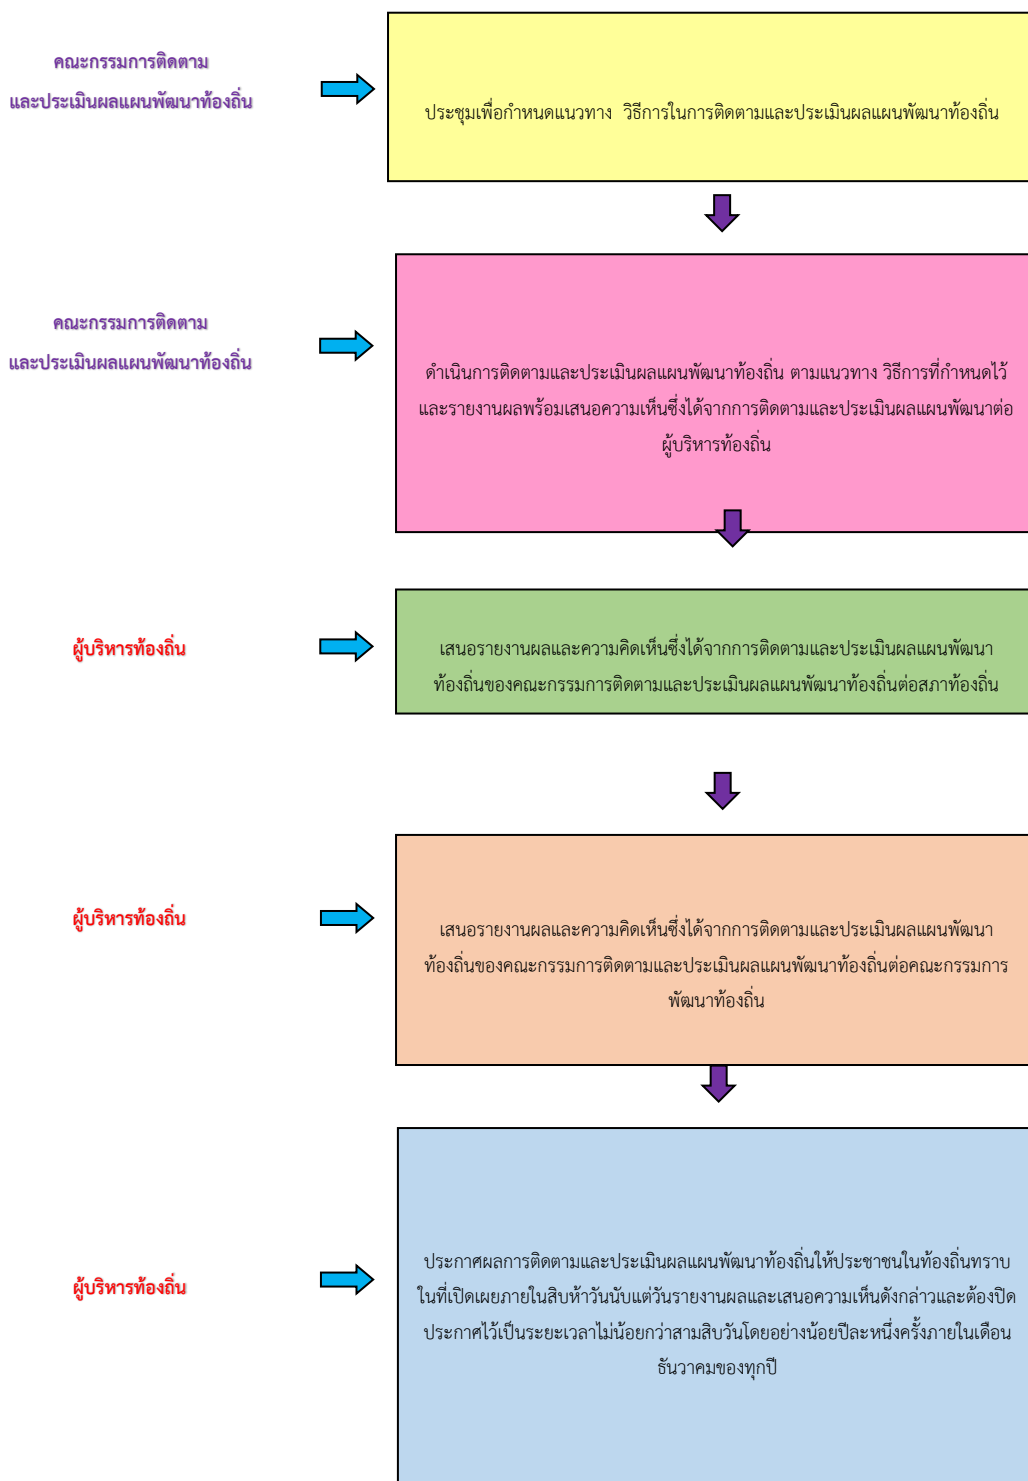 คณะกรรมการติดตาม
และประเมินผลแผนพัฒนาท้องถิ่น
ประชุมเพื่อกำหนดแนวทาง วิธีการในการติดตามและประเมินผลแผนพัฒนาท้องถิ่น
คณะกรรมการติดตาม
และประเมินผลแผนพัฒนาท้องถิ่น
ดำเนินการติดตามและประเมินผลแผนพัฒนาท้องถิ่น ตามแนวทาง วิธีการที่กำหนดไว้
และรายงานผลพร้อมเสนอความเห็นซึ่งได้จากการติดตามและประเมินผลแผนพัฒนาต่อ
ผู้บริหารท้องถิ่น
ผู้บริหารท้องถิ่น
เสนอรายงานผลและความคิดเห็นซึ่งได้จากการติดตามและประเมินผลแผนพัฒนา
ท้องถิ่นของคณะกรรมการติดตามและประเมินผลแผนพัฒนาท้องถิ่นต่อสภาท้องถิ่น
ผู้บริหารท้องถิ่น
เสนอรายงานผลและความคิดเห็นซึ่งได้จากการติดตามและประเมินผลแผนพัฒนา
ท้องถิ่นของคณะกรรมการติดตามและประเมินผลแผนพัฒนาท้องถิ่นต่อคณะกรรมการ
พัฒนาท้องถิ่น
ผู้บริหารท้องถิ่น
ประกาศผลการติดตามและประเมินผลแผนพัฒนาท้องถิ่นให้ประชาชนในท้องถิ่นทราบ
ในที่เปิดเผยภายในสิบห้าวันนับแต่วันรายงานผลและเสนอความเห็นดังกล่าวและต้องปิด
ประกาศไว้เป็นระยะเวลาไม่น้อยกว่าสามสิบวันโดยอย่างน้อยปีละหนึ่งครั้งภายในเดือน
ธันวาคมของทุกปี